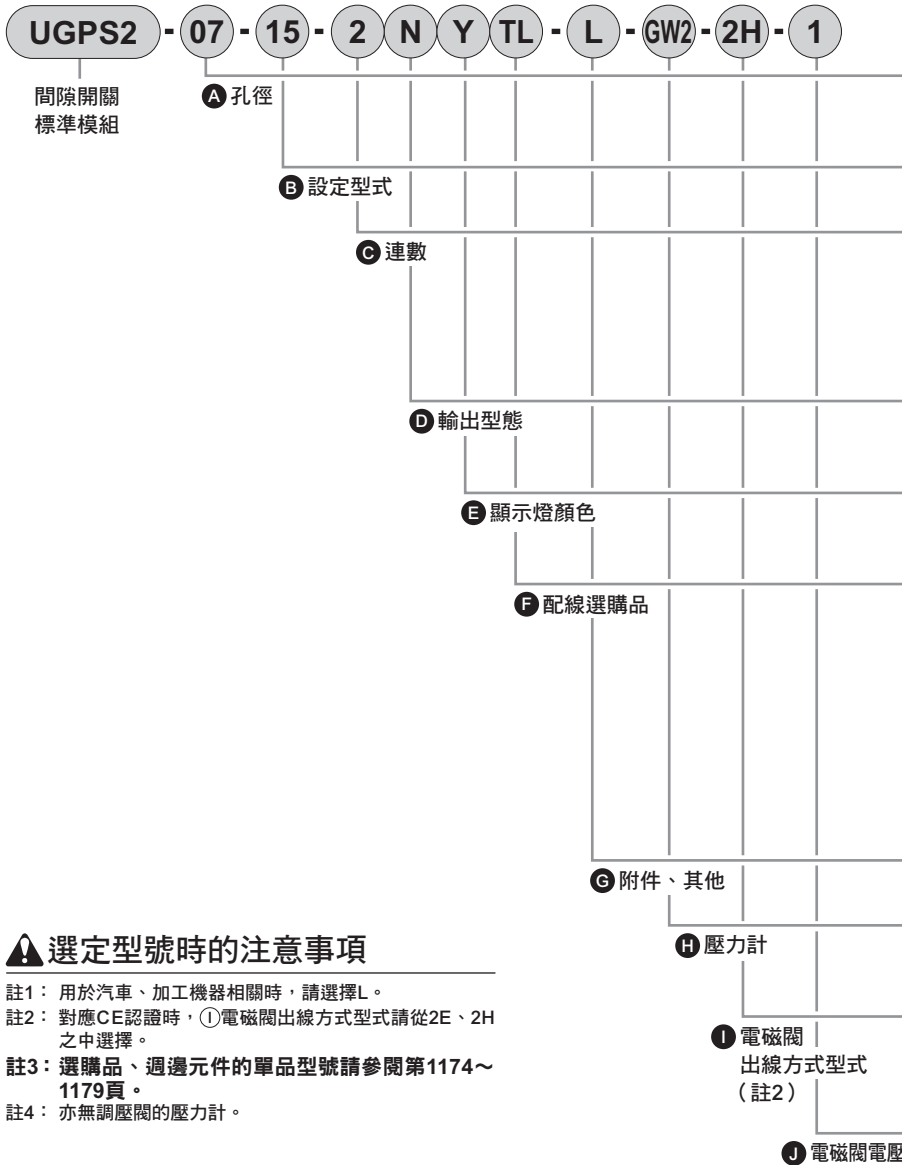 UGPS2 - 07 - 15 - 2 N Y TL - L - GW2 - 2H - 1
間隙開關
標準模組
A 孔徑
B 設定型式
C 連數
D 輸出型態
E 顯示燈顏色
F 配線選購品
G 附件、其他
H 壓力計
I 電磁閥
出線方式型式
(註2)
J 電磁閥電壓
選定型號時的注意事項
註1: 用於汽車、加工機器相關時,請選擇L。
註2: 對應CE認證時,Ⓘ電磁閥出線方式型式請從2E、2H
之中選擇。
註3:選購品、週邊元件的單品型號請參閱第1174~
1179頁。
註4: 亦無調壓閥的壓力計。